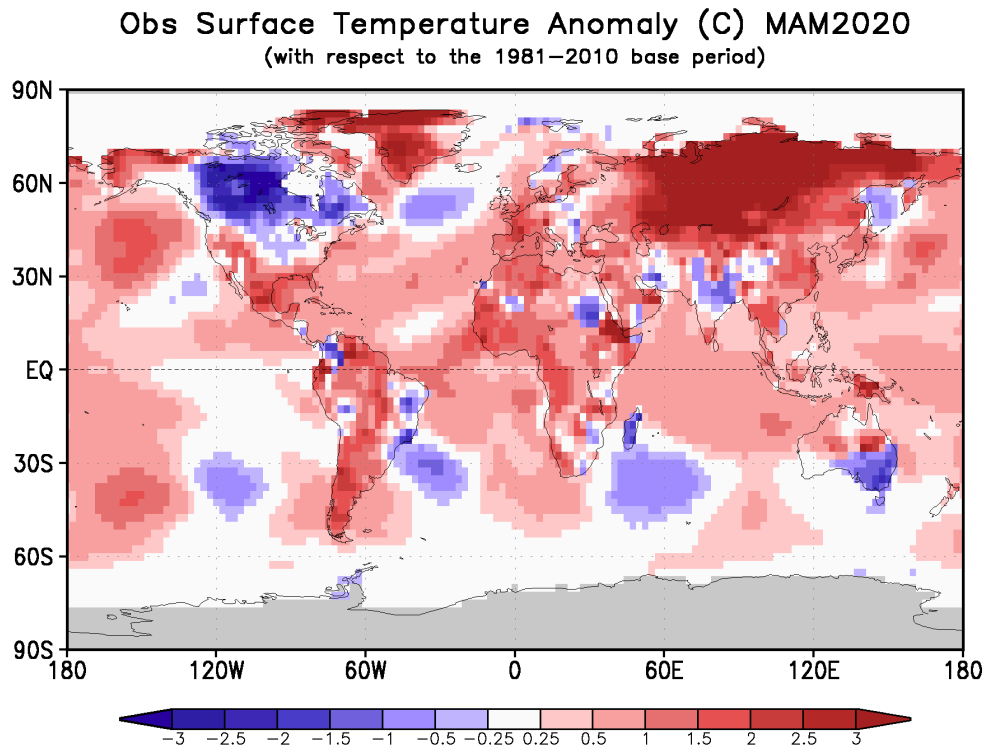 Obs Surface Temperature Anomaly (C) MAM2020
(with respect to the 1981−2010 base period)
90N
60N
30N
EQ
30S
60S
90S
180 120W 60W 0 60E 120E 180
−3 −2.5 −2 −1.5 −1 −0.5 −0.25 0.25 0.5 1 1.5 2 2.5 3